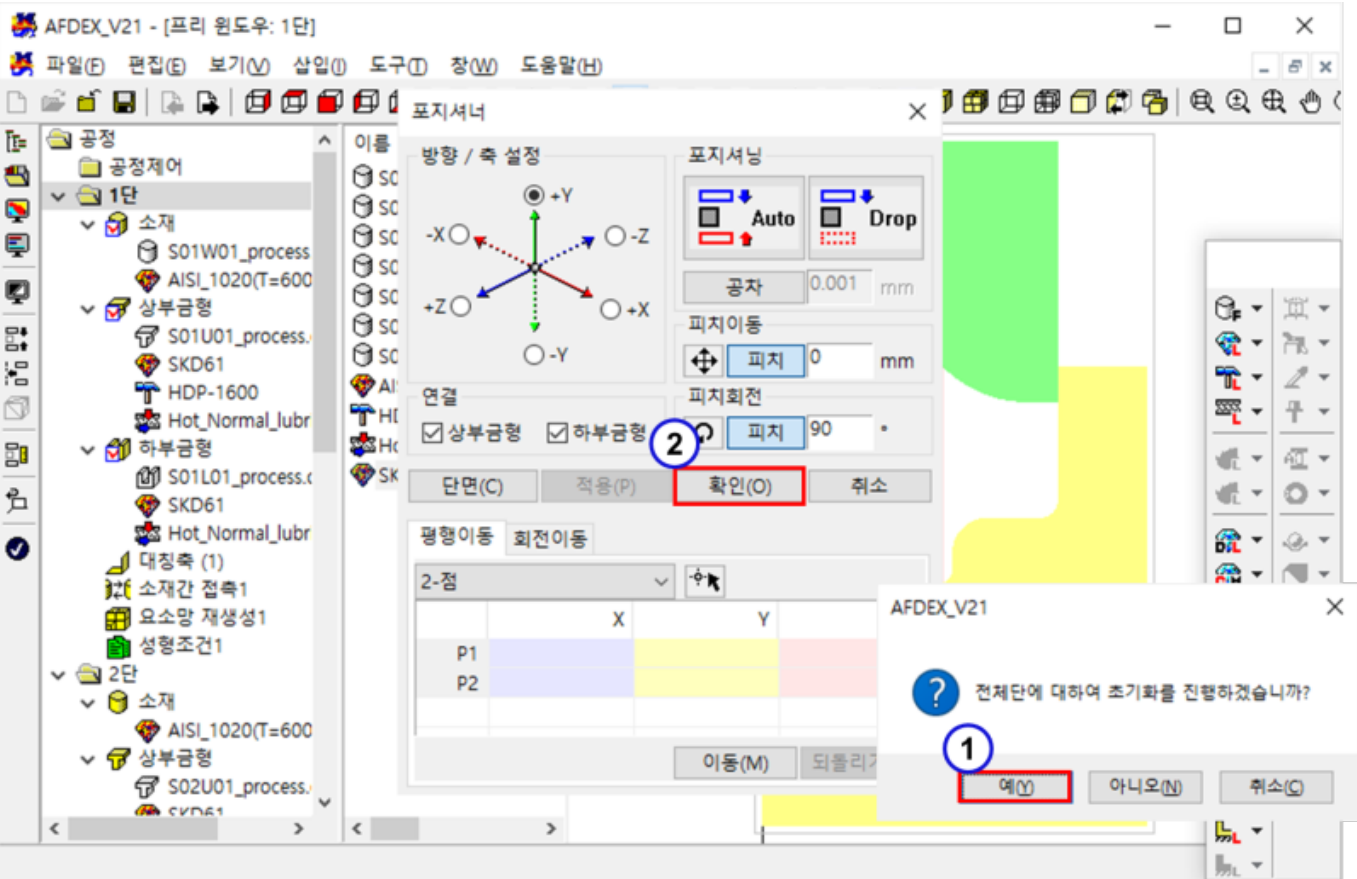 AFDEX_V21 - [프리 윈도우: 1단]
파일(F) 편집(E) 보기(V) 삽입(I) 도구(T) 창(W) 도움말(H)
공정
공정제어
1단
소재
S01W01_process
AISI_1020(T=600
상부금형
S01U01_process.
SKD61
HDP-1600
Hot_Normal_lubr
하부금형
S01L01_process.
SKD61
Hot_Normal_lubr
대칭축 (1)
소재간 접촉1
요소망 재생성1
성형조건1
2단
소재
AISI_1020(T=600
상부금형
S02U01_process.
SKD61
이름
포지셔너
방향 / 축 설정
+Y
-X
-Z
+Z
+X
-Y
포지셔닝
Auto
Drop
공차 0.001 mm
피치이동
피치 0 mm
연결
상부금형 하부금형
피치회전
피치 90 °
2
단면(C) 적용(P) 확인(O) 취소
평행이동 회전이동
2-점
X Y
P1
P2
이동(M)
AFDEX_V21
전체단에 대하여 초기화를 진행하겠습니까?
1
예(Y) 아니오(N) 취소(C)